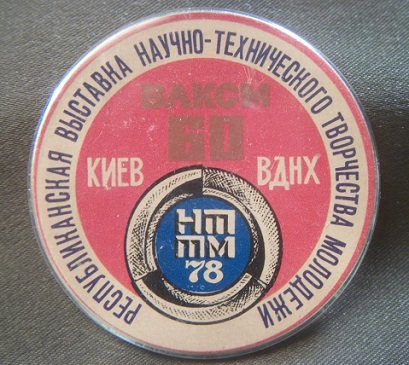 РЕСПУБЛИКАНСКАЯ ВЫСТАВКА НАУЧНО-ТЕХНИЧЕСКОГО ТВОРЧЕСТВА МОЛОДЕЖИ
ВЛКСМ
60
КИЕВ ВДНХ
НТ
ТМ
78